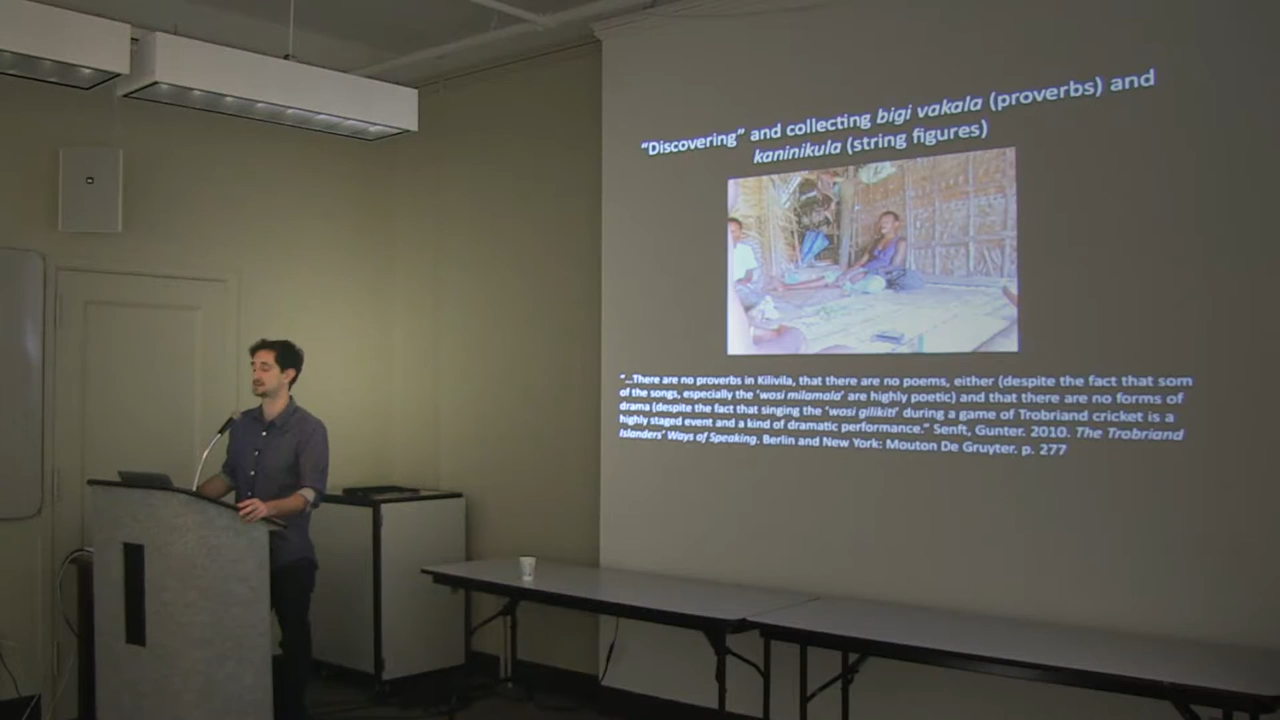 “Discovering” and collecting bigi vakala (proverbs) and
kaninikula (string figures)
“...There are no proverbs in Kilivila, that there are no poems, either (despite the fact that som
of the songs, especially the ‘wosi milamala’ are highly poetic) and that there are no forms of
drama (despite the fact that singing the ‘wosi gilikiti’ during a game of Trobriand cricket is a
highly staged event and a kind of dramatic performance.” Senft, Gunter. 2010. The Trobriand
Islanders’ Ways of Speaking. Berlin and New York: Mouton De Gruyter. p. 277